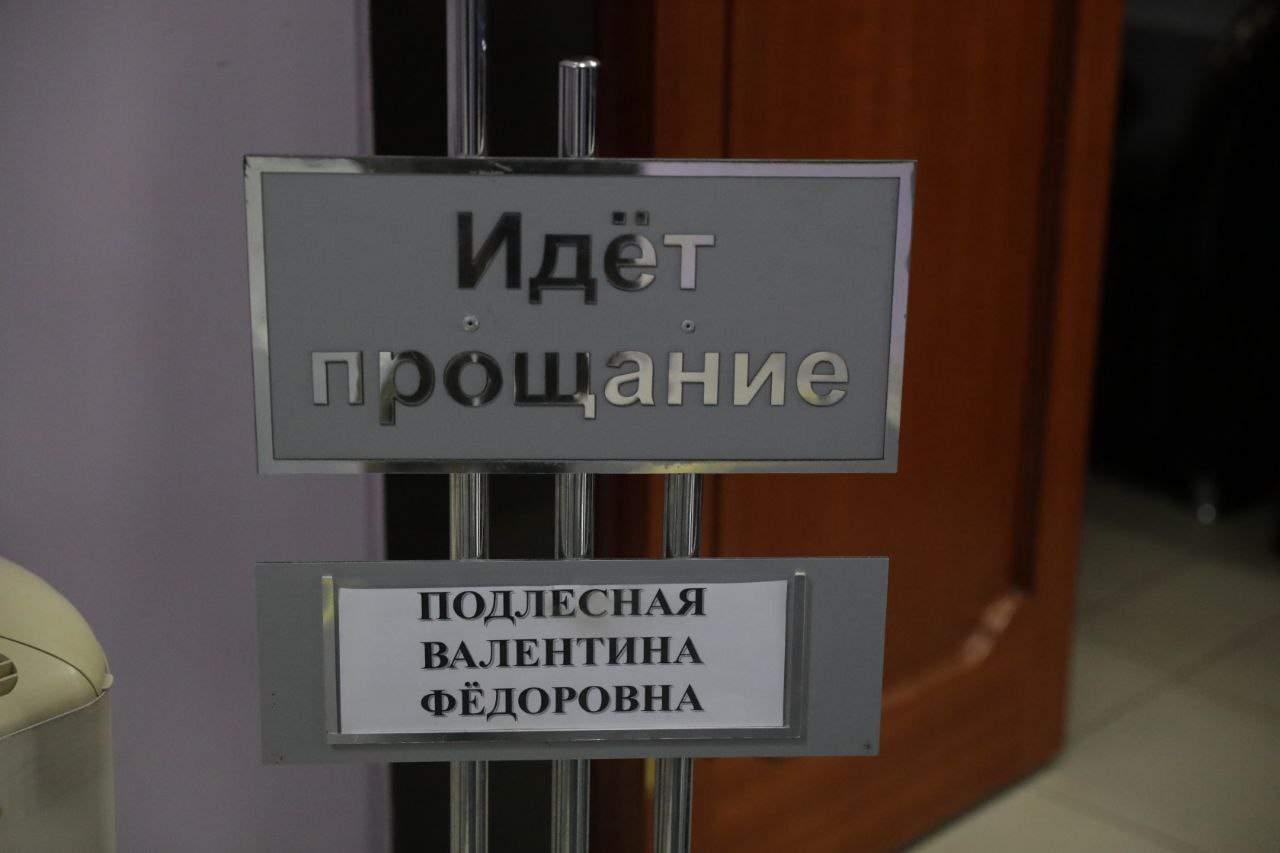 Идёт
прощание
ПОДЛЕСНАЯ
ВАЛЕНТИНА
ФЁДОРОВНА